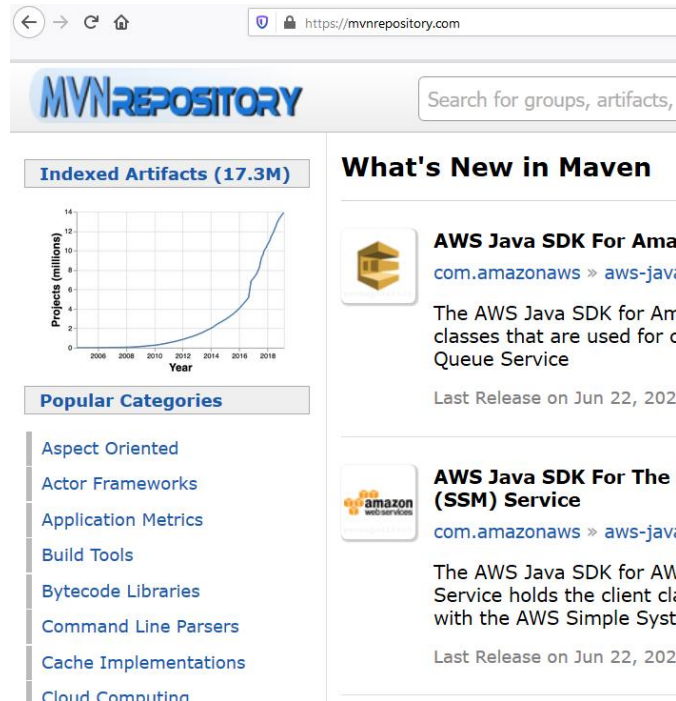 https://mvnrepository.com
MVNREPOSITORY
Search for groups, artifacts,
Indexed Artifacts (17.3M)
14
12
10
8
6
4
2
0
Projects (millions)
2006 2008 2010 2012 2014 2016 2018
Year
Popular Categories
Aspect Oriented
Actor Frameworks
Application Metrics
Build Tools
Bytecode Libraries
Command Line Parsers
Cache Implementations
Cloud Computing
What's New in Maven
AWS Java SDK For Ama
com.amazonaws » aws-java
The AWS Java SDK for Am
classes that are used for c
Queue Service
Last Release on Jun 22, 202
amazon
webservices
AWS Java SDK For The
(SSM) Service
com.amazonaws » aws-java
The AWS Java SDK for AW
Service holds the client cla
with the AWS Simple Syst
Last Release on Jun 22, 202